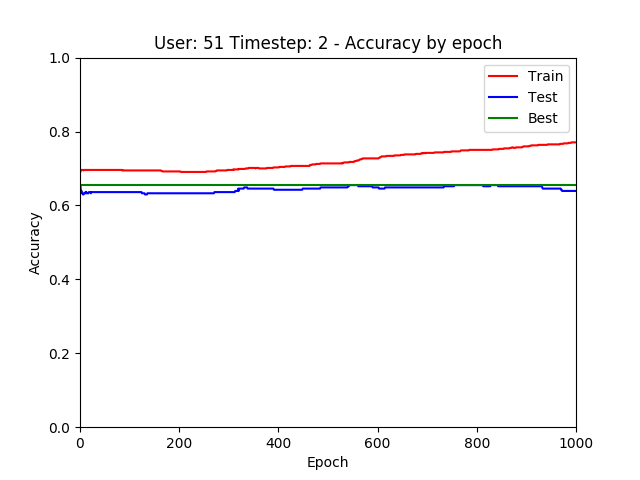 User: 51 Timestep: 2 - Accuracy by epoch
1.0
0.8
0.6
0.4
0.2
0.0
Accuracy
Train
Test
Best
0 200 400 600 800 1000
Epoch